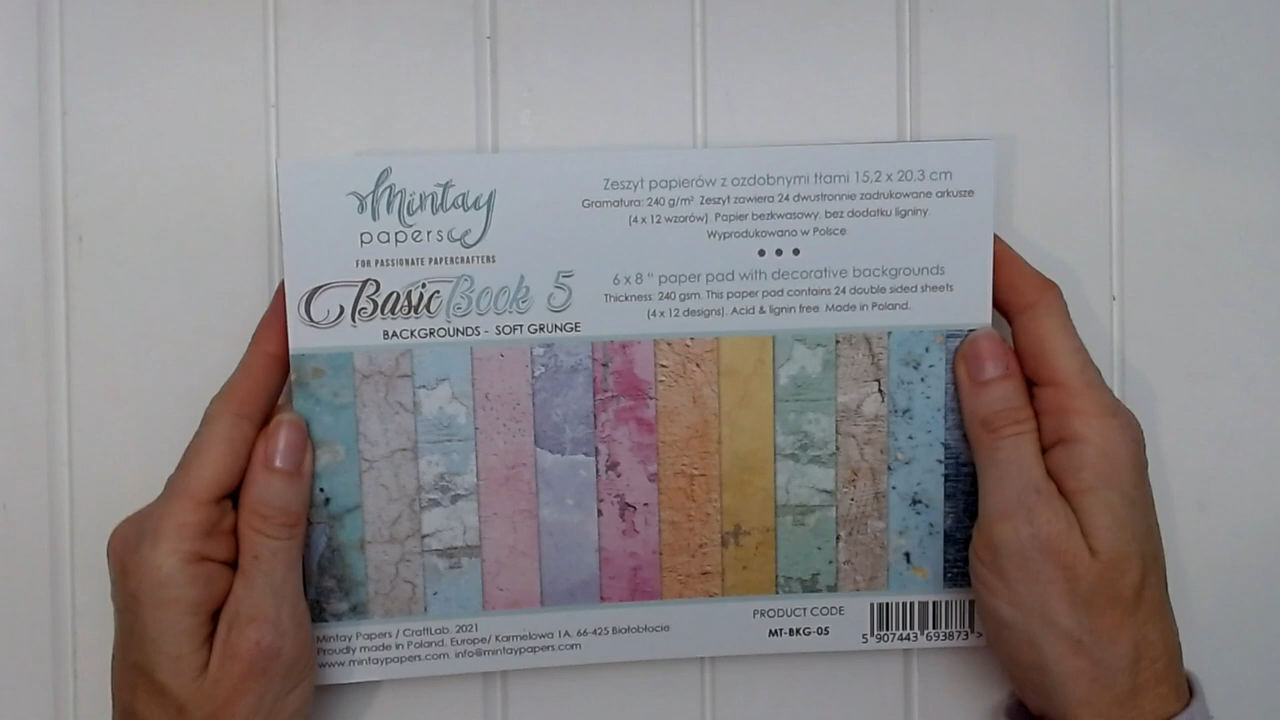 Mintay
papers
FOR PASSIONATE PAPERCRAFTERS
Basic Book 5
BACKGROUNDS - SOFT GRUNGE
Zeszyt papierów z ozdobnymi tłami 15,2 x 20,3 cm
Gramatura: 240 g/m². Zeszyt zawiera 24 dwustronnie zadrukowane arkusze
(4 x 12 wzorów). Papier bezkwasowy, bez dodatku ligniny.
Wyprodukowano w Polsce
6 x 8 " paper pad with decorative backgrounds
Thickness: 240 gsm. This paper pad contains 24 double sided sheets
(4 x 12 designs). Acid & lignin free. Made in Poland.
Mintay Papers / CraftLab, 2021
Proudly made in Poland, Europe/ Karmelowa 1A, 66-425 Białobłocie
www.mintaypapers.com, info@mintaypapers.com
PRODUCT CODE
MT-BKG-05
5 907443 693873 >